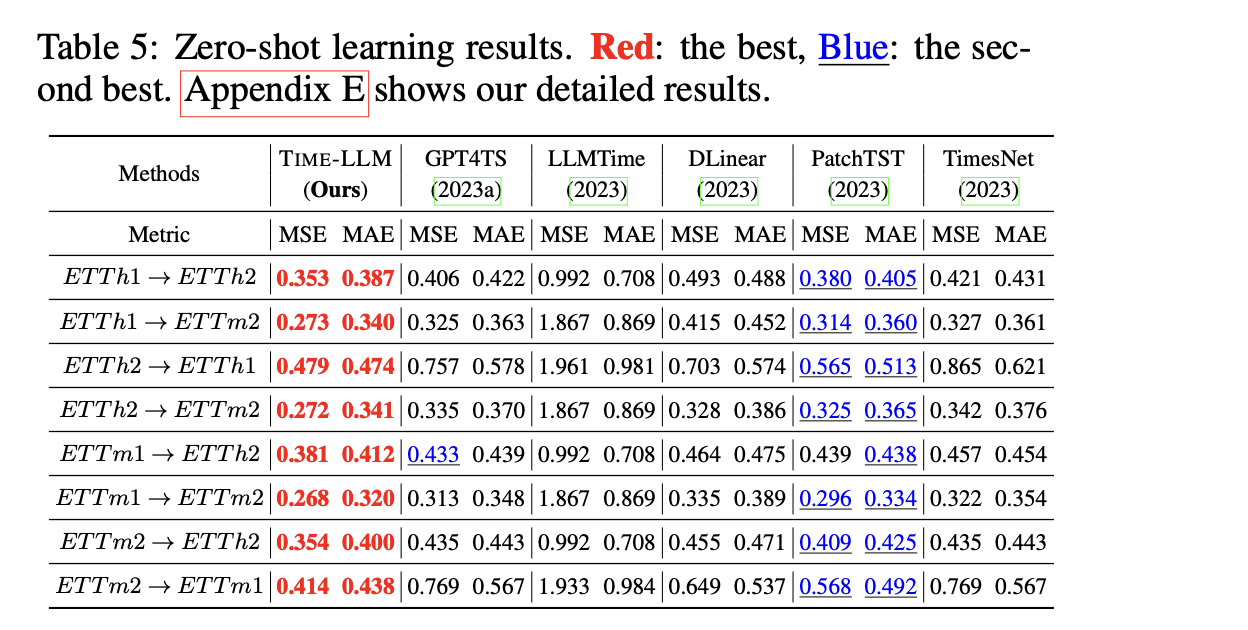 Table 5: Zero-shot learning results. Red: the best, Blue: the sec-
ond best. Appendix E shows our detailed results.
Methods TIME-LLM (Ours) GPT4TS (2023a) LLMTime (2023) DLinear (2023) PatchTST (2023) TimesNet (2023)
Metric MSE MAE MSE MAE MSE MAE MSE MAE MSE MAE MSE MAE
ETTh1 → ETTh2 0.353 0.387 0.406 0.422 0.992 0.708 0.493 0.488 0.380 0.405 0.421 0.431
ETTh1 → ETTm2 0.273 0.340 0.325 0.363 1.867 0.869 0.415 0.452 0.314 0.360 0.327 0.361
ETTh2 → ETTh1 0.479 0.474 0.757 0.578 1.961 0.981 0.703 0.574 0.565 0.513 0.865 0.621
ETTh2 → ETTm2 0.272 0.341 0.335 0.370 1.867 0.869 0.328 0.386 0.325 0.365 0.342 0.376
ETTm1 → ETTh2 0.381 0.412 0.433 0.439 0.992 0.708 0.464 0.475 0.439 0.438 0.457 0.454
ETTm1 → ETTm2 0.268 0.320 0.313 0.348 1.867 0.869 0.335 0.389 0.296 0.334 0.322 0.354
ETTm2 → ETTh2 0.354 0.400 0.435 0.443 0.992 0.708 0.455 0.471 0.409 0.425 0.435 0.443
ETTm2 → ETTm1 0.414 0.438 0.769 0.567 1.933 0.984 0.649 0.537 0.568 0.492 0.769 0.567